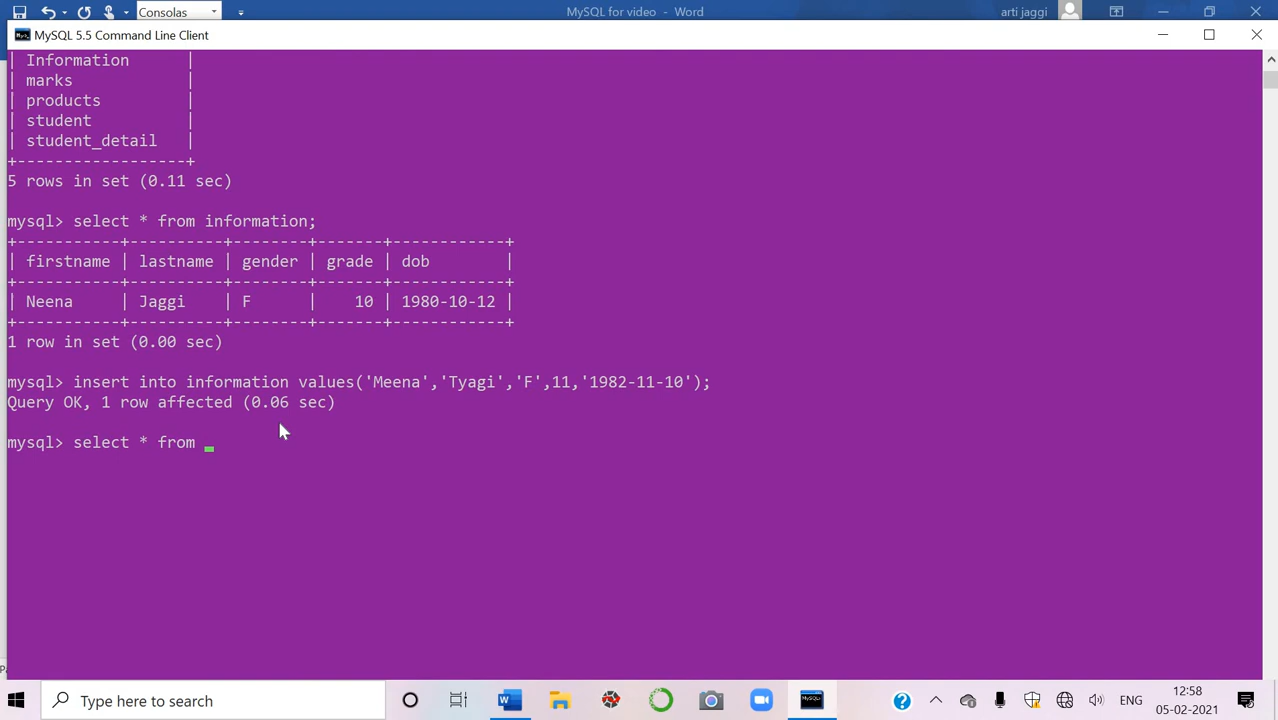 Consolas
MySQL for video - Word
arti jaggi
MySQL 5.5 Command Line Client
| Information      |
| marks            |
| products         |
| student          |
| student_detail   |
+------------------+
5 rows in set (0.11 sec)
mysql> select * from information;
+-----------+----------+--------+-------+------------+
| firstname | lastname | gender | grade | dob        |
+-----------+----------+--------+-------+------------+
| Neena     | Jaggi    | F      |    10 | 1980-10-12 |
+-----------+----------+--------+-------+------------+
1 row in set (0.00 sec)
mysql> insert into information values('Meena','Tyagi','F',11,'1982-11-10');
Query OK, 1 row affected (0.06 sec)
mysql> select * from _
Type here to search
ENG
12:58
05-02-2021